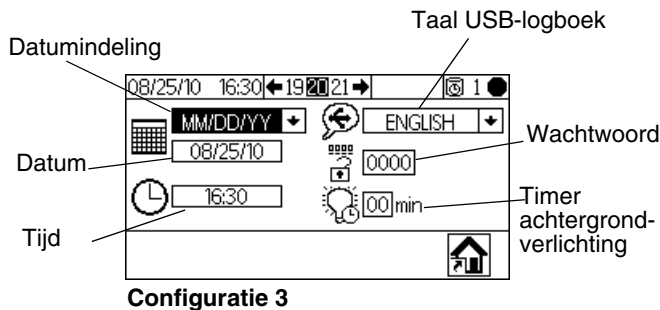 Taal USB-logboek
Datumindeling
08/25/10 16:30 19 20 21 1
MM/DD/YY ENGLISH
08/25/10 0000 Wachtwoord
Datum
16:30 00 min Timer
achtergrond-
verlichting
Tijd
Configuratie 3